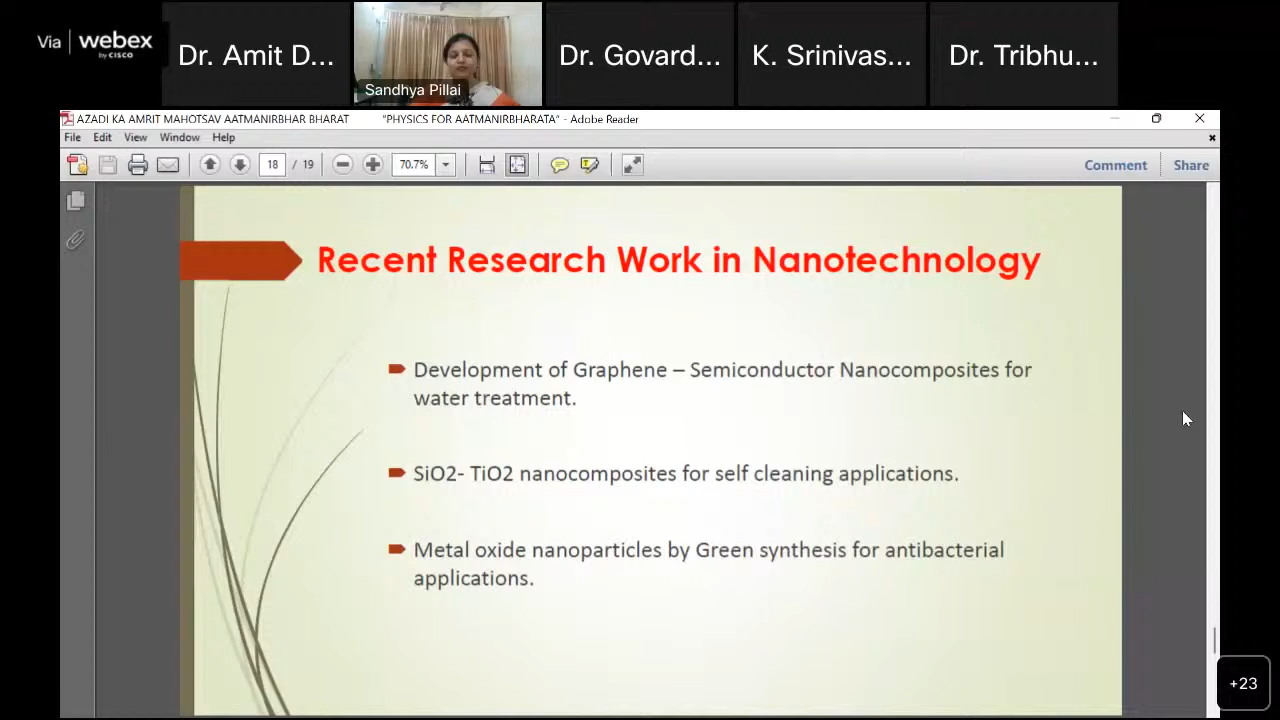 Via webex
by CISCO
Dr. Amit D...
Sandhya Pillai
Dr. Govard...
K. Srinivas...
Dr. Tribhu...
AZADI KA AMRIT MAHOTSAV AATMANIRBHAR BHARAT "PHYSICS FOR AATMANIRBHARATA" - Adobe Reader
File Edit View Window Help
18 / 19 70.7% Comment Share
Recent Research Work in Nanotechnology
Development of Graphene – Semiconductor Nanocomposites for
water treatment.
SiO2- TiO2 nanocomposites for self cleaning applications.
Metal oxide nanoparticles by Green synthesis for antibacterial
applications.
+23